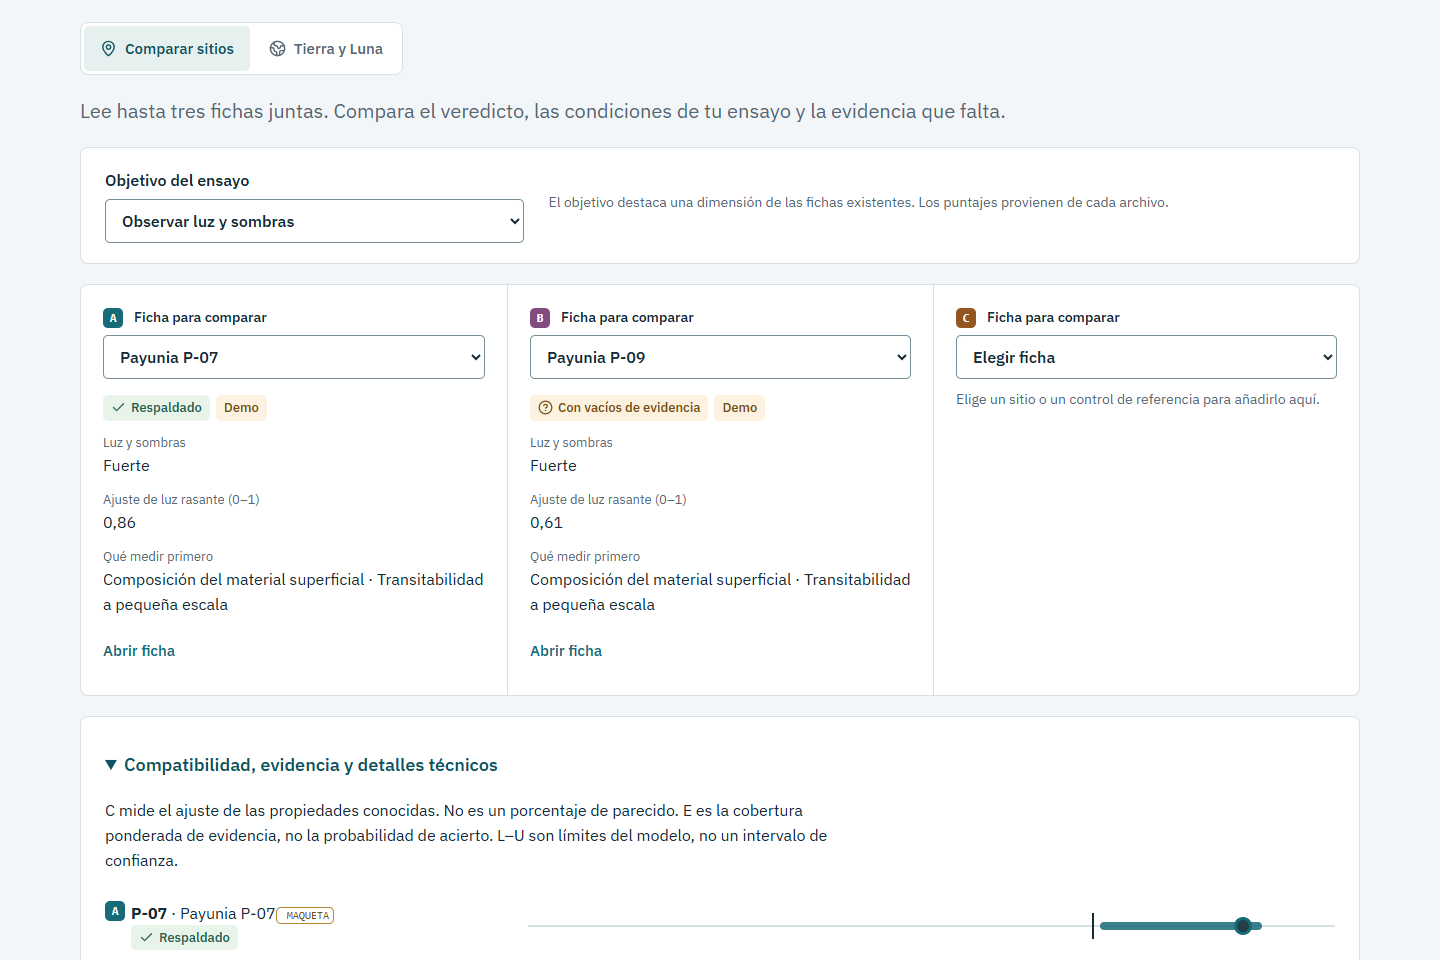 Comparar sitios
Tierra y Luna
Lee hasta tres fichas juntas. Compara el veredicto, las condiciones de tu ensayo y la evidencia que falta.
Objetivo del ensayo
Observar luz y sombras
El objetivo destaca una dimensión de las fichas existentes. Los puntajes provienen de cada archivo.
A Ficha para comparar
Payunia P-07
Respaldado Demo
Luz y sombras
Fuerte
Ajuste de luz rasante (0–1)
0,86
Qué medir primero
Composición del material superficial · Transitabilidad
a pequeña escala
Abrir ficha
B Ficha para comparar
Payunia P-09
Con vacíos de evidencia Demo
Luz y sombras
Fuerte
Ajuste de luz rasante (0–1)
0,61
Qué medir primero
Composición del material superficial · Transitabilidad
a pequeña escala
Abrir ficha
C Ficha para comparar
Elegir ficha
Elige un sitio o un control de referencia para añadirlo aquí.
Compatibilidad, evidencia y detalles técnicos
C mide el ajuste de las propiedades conocidas. No es un porcentaje de parecido. E es la cobertura
ponderada de evidencia, no la probabilidad de acierto. L–U son límites del modelo, no un intervalo de
confianza.
A P-07 · Payunia P-07 MAQUETA
Respaldado